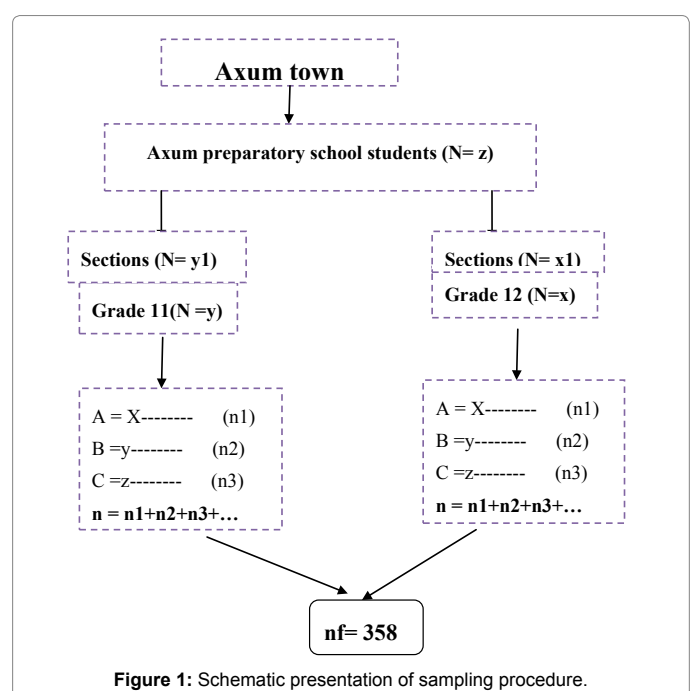 Axum town
Axum preparatory school students (N= z)
Sections (N= y1)
Grade 11(N =y)
Sections (N= x1)
Grade 12 (N=x)
A = X-------- (n1)
B =y-------- (n2)
C =z-------- (n3)
n = n1+n2+n3+…
A = X-------- (n1)
B =y-------- (n2)
C =z-------- (n3)
n = n1+n2+n3+…
nf= 358
Figure 1: Schematic presentation of sampling procedure.